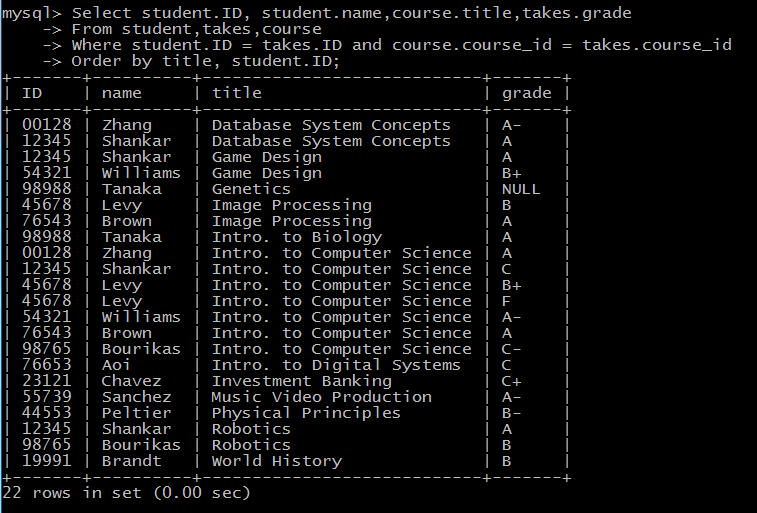 mysql> Select student.ID, student.name,course.title,takes.grade
    -> From student,takes,course
    -> Where student.ID = takes.ID and course.course_id = takes.course_id
    -> Order by title, student.ID;
+-------+----------+----------------------------+-------+
| ID    | name     | title                      | grade |
+-------+----------+----------------------------+-------+
| 00128 | Zhang    | Database System Concepts   | A-    |
| 12345 | Shankar  | Database System Concepts   | A     |
| 12345 | Shankar  | Game Design                | A     |
| 54321 | Williams | Game Design                | B+    |
| 98988 | Tanaka   | Genetics                   | NULL  |
| 45678 | Levy     | Image Processing           | B     |
| 76543 | Brown    | Image Processing           | A     |
| 98988 | Tanaka   | Intro. to Biology          | A     |
| 00128 | Zhang    | Intro. to Computer Science | A     |
| 12345 | Shankar  | Intro. to Computer Science | C     |
| 45678 | Levy     | Intro. to Computer Science | B+    |
| 45678 | Levy     | Intro. to Computer Science | F     |
| 54321 | Williams | Intro. to Computer Science | A-    |
| 76543 | Brown    | Intro. to Computer Science | A     |
| 98765 | Bourikas | Intro. to Computer Science | C-    |
| 76653 | Aoi      | Intro. to Digital Systems  | C     |
| 23121 | Chavez   | Investment Banking         | C+    |
| 55739 | Sanchez  | Music Video Production     | A-    |
| 44553 | Peltier  | Physical Principles        | B-    |
| 12345 | Shankar  | Robotics                   | A     |
| 98765 | Bourikas | Robotics                   | B     |
| 19991 | Brandt   | World History              | B     |
+-------+----------+----------------------------+-------+
22 rows in set (0.00 sec)